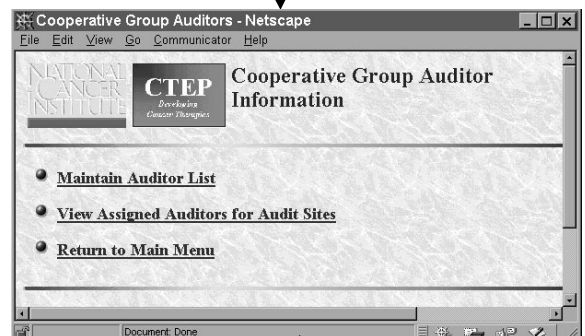 Cooperative Group Auditors - Netscape
File Edit View Go Communicator Help
NATIONAL
CANCER
INSTITUTE
CTEP
Developing
Cancer Therapies
Cooperative Group Auditor
Information
Maintain Auditor List
View Assigned Auditors for Audit Sites
Return to Main Menu
Document: Done